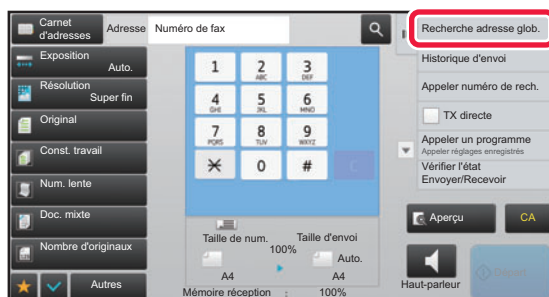 Carnet
d'adresses
Adresse
Numéro de fax
Recherche adresse glob.
Exposition
Auto.
Historique d'envoi
Résolution
Super fin
Appeler numéro de rech.
Original
TX directe
Const. travail
Appeler un programme
Appeler réglages enregistrés
Num. lente
Vérifier l'état
Envoyer/Recevoir
Doc. mixte
Nombre d'originaux
Autres
1
2
ABC
3
DEF
4
GHI
5
JKL
6
MNO
7
PQRS
8
TUV
9
WXYZ
0
#
C
Taille de num.
100%
Taille d'envoi
Auto.
A4
A4
Mémoire réception : 100%
Aperçu
CA
Haut-parleur
Départ